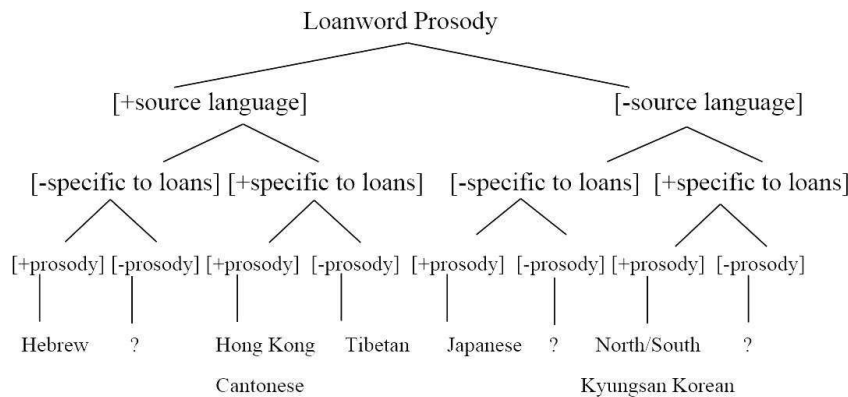 Loanword Prosody
[+source language] [-source language]
[-specific to loans] [+specific to loans] [-specific to loans] [+specific to loans]
[+prosody] [-prosody] [+prosody] [-prosody] [+prosody] [-prosody] [+prosody] [-prosody]
Hebrew ? Hong Kong Tibetan Japanese ? North/South ?
Cantonese Kyungsan Korean